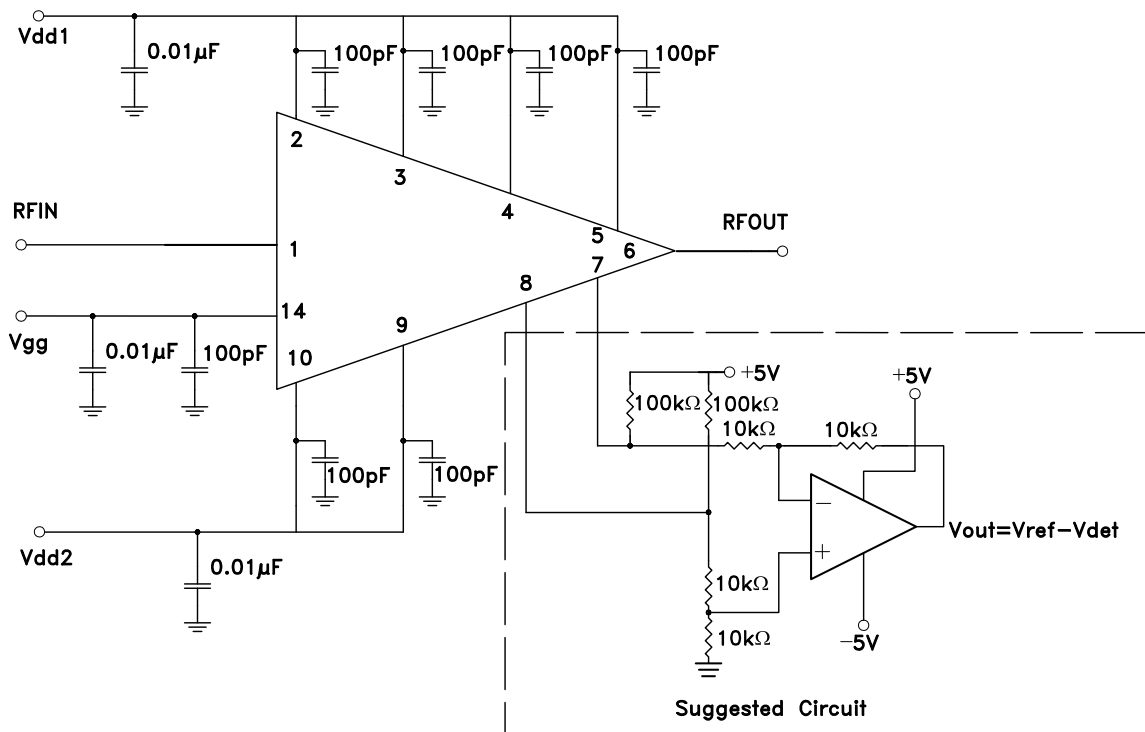 Vdd1
0.01µF
100pF
100pF
100pF
100pF
2
3
4
5
6
RFIN
RFOUT
1
7
8
14
Vgg
9
0.01µF
100pF
10
+5V
+5V
100kΩ
100kΩ
10kΩ
10kΩ
100pF
100pF
−
Vout=Vref−Vdet
+
Vdd2
0.01µF
10kΩ
10kΩ
−5V
Suggested Circuit